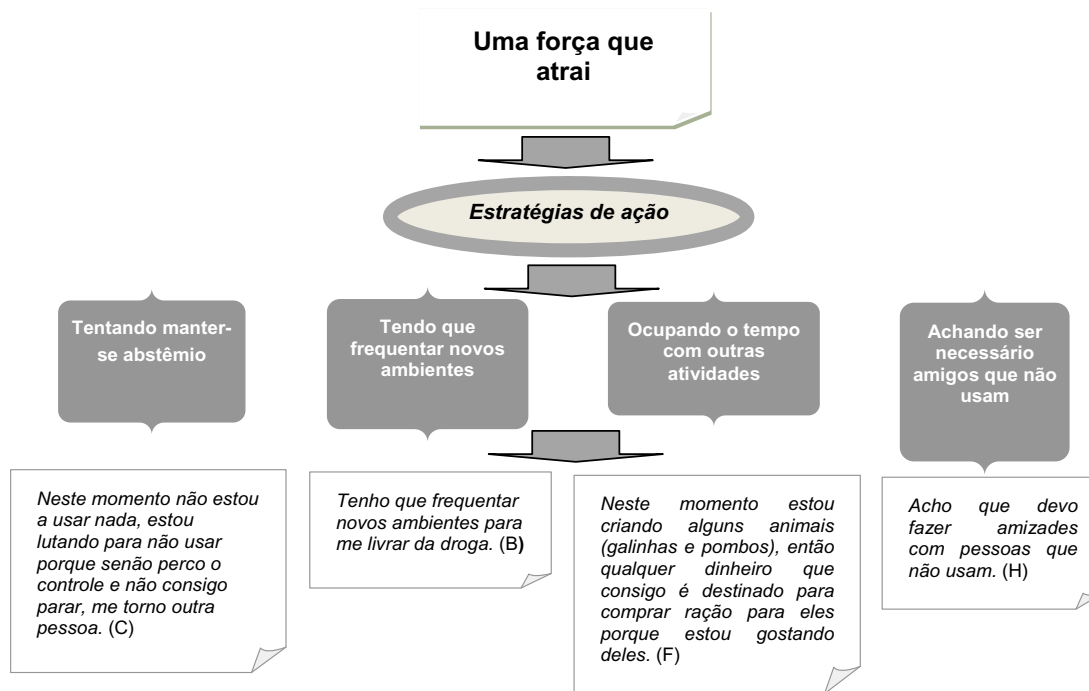 Uma força que
atrai
Estratégias de ação
Tentando manter-
se abstêmio
Tendo que
frequentar novos
ambientes
Ocupando o tempo
com outras
atividades
Achando ser
necessário
amigos que não
usam
Neste momento não estou
a usar nada, estou
lutando para não usar
porque senão perco o
controle e não consigo
parar, me torno outra
pessoa. (C)
Tenho que frequentar
novos ambientes para
me livrar da droga. (B)
Neste momento estou
criando alguns animais
(galinhas e pombos), então
qualquer dinheiro que
consigo é destinado para
comprar ração para eles
porque estou gostando
deles. (F)
Acho que devo
fazer amizades
com pessoas que
não usam. (H)